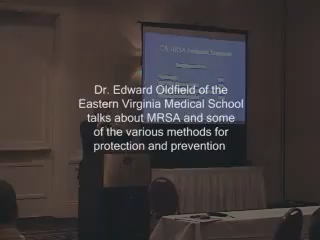 Dr. Edward Oldfield of the
Eastern Virginia Medical School
talks about MRSA and some
of the various methods for
protection and prevention